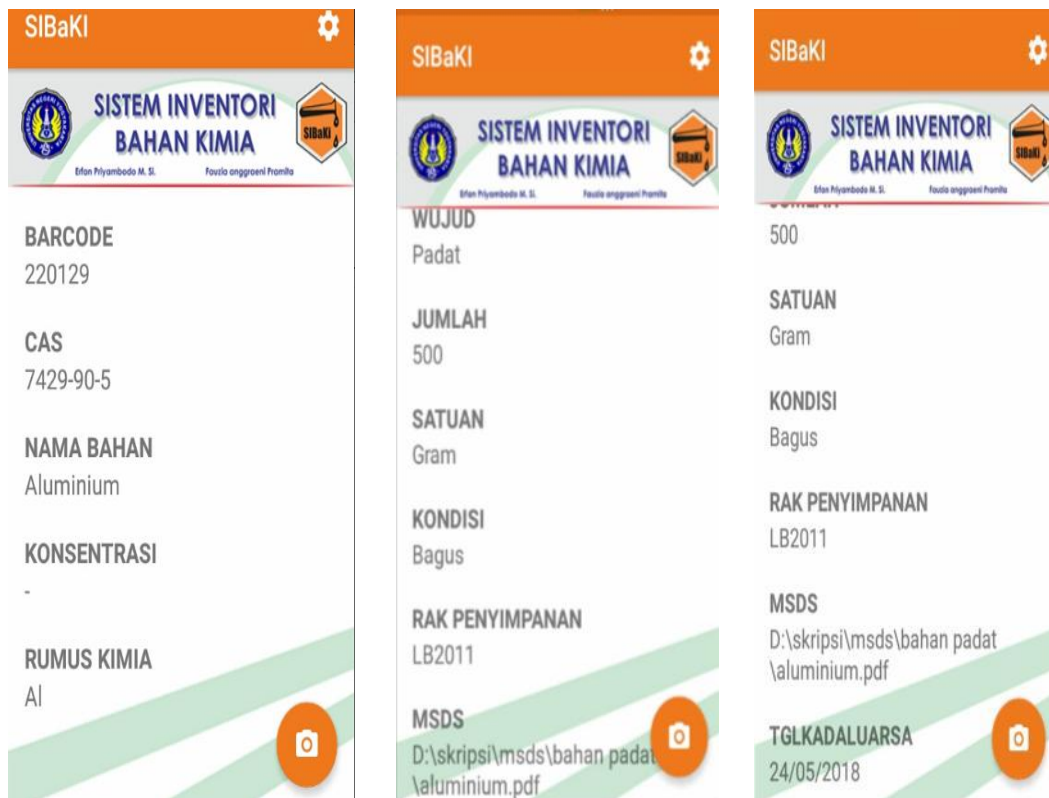 SIBaKI
SISTEM INVENTORI
BAHAN KIMIA
Erfan Priyambodo M. Si. Fauzia anggraeni Pramita
SIBaKI
BARCODE
220129
CAS
7429-90-5
NAMA BAHAN
Aluminium
KONSENTRASI
-
RUMUS KIMIA
Al
SIBaKI
SISTEM INVENTORI
BAHAN KIMIA
Erfan Priyambodo M. Si. Fauzia anggraeni Pramita
SIBaKI
WUJUD
Padat
JUMLAH
500
SATUAN
Gram
KONDISI
Bagus
RAK PENYIMPANAN
LB2011
MSDS
D:\skripsi\msds\bahan padat
\aluminium.pdf
SIBaKI
SISTEM INVENTORI
BAHAN KIMIA
Erfan Priyambodo M. Si. Fauzia anggraeni Pramita
SIBaKI
500
SATUAN
Gram
KONDISI
Bagus
RAK PENYIMPANAN
LB2011
MSDS
D:\skripsi\msds\bahan padat
\aluminium.pdf
TGLKADALUARSA
24/05/2018